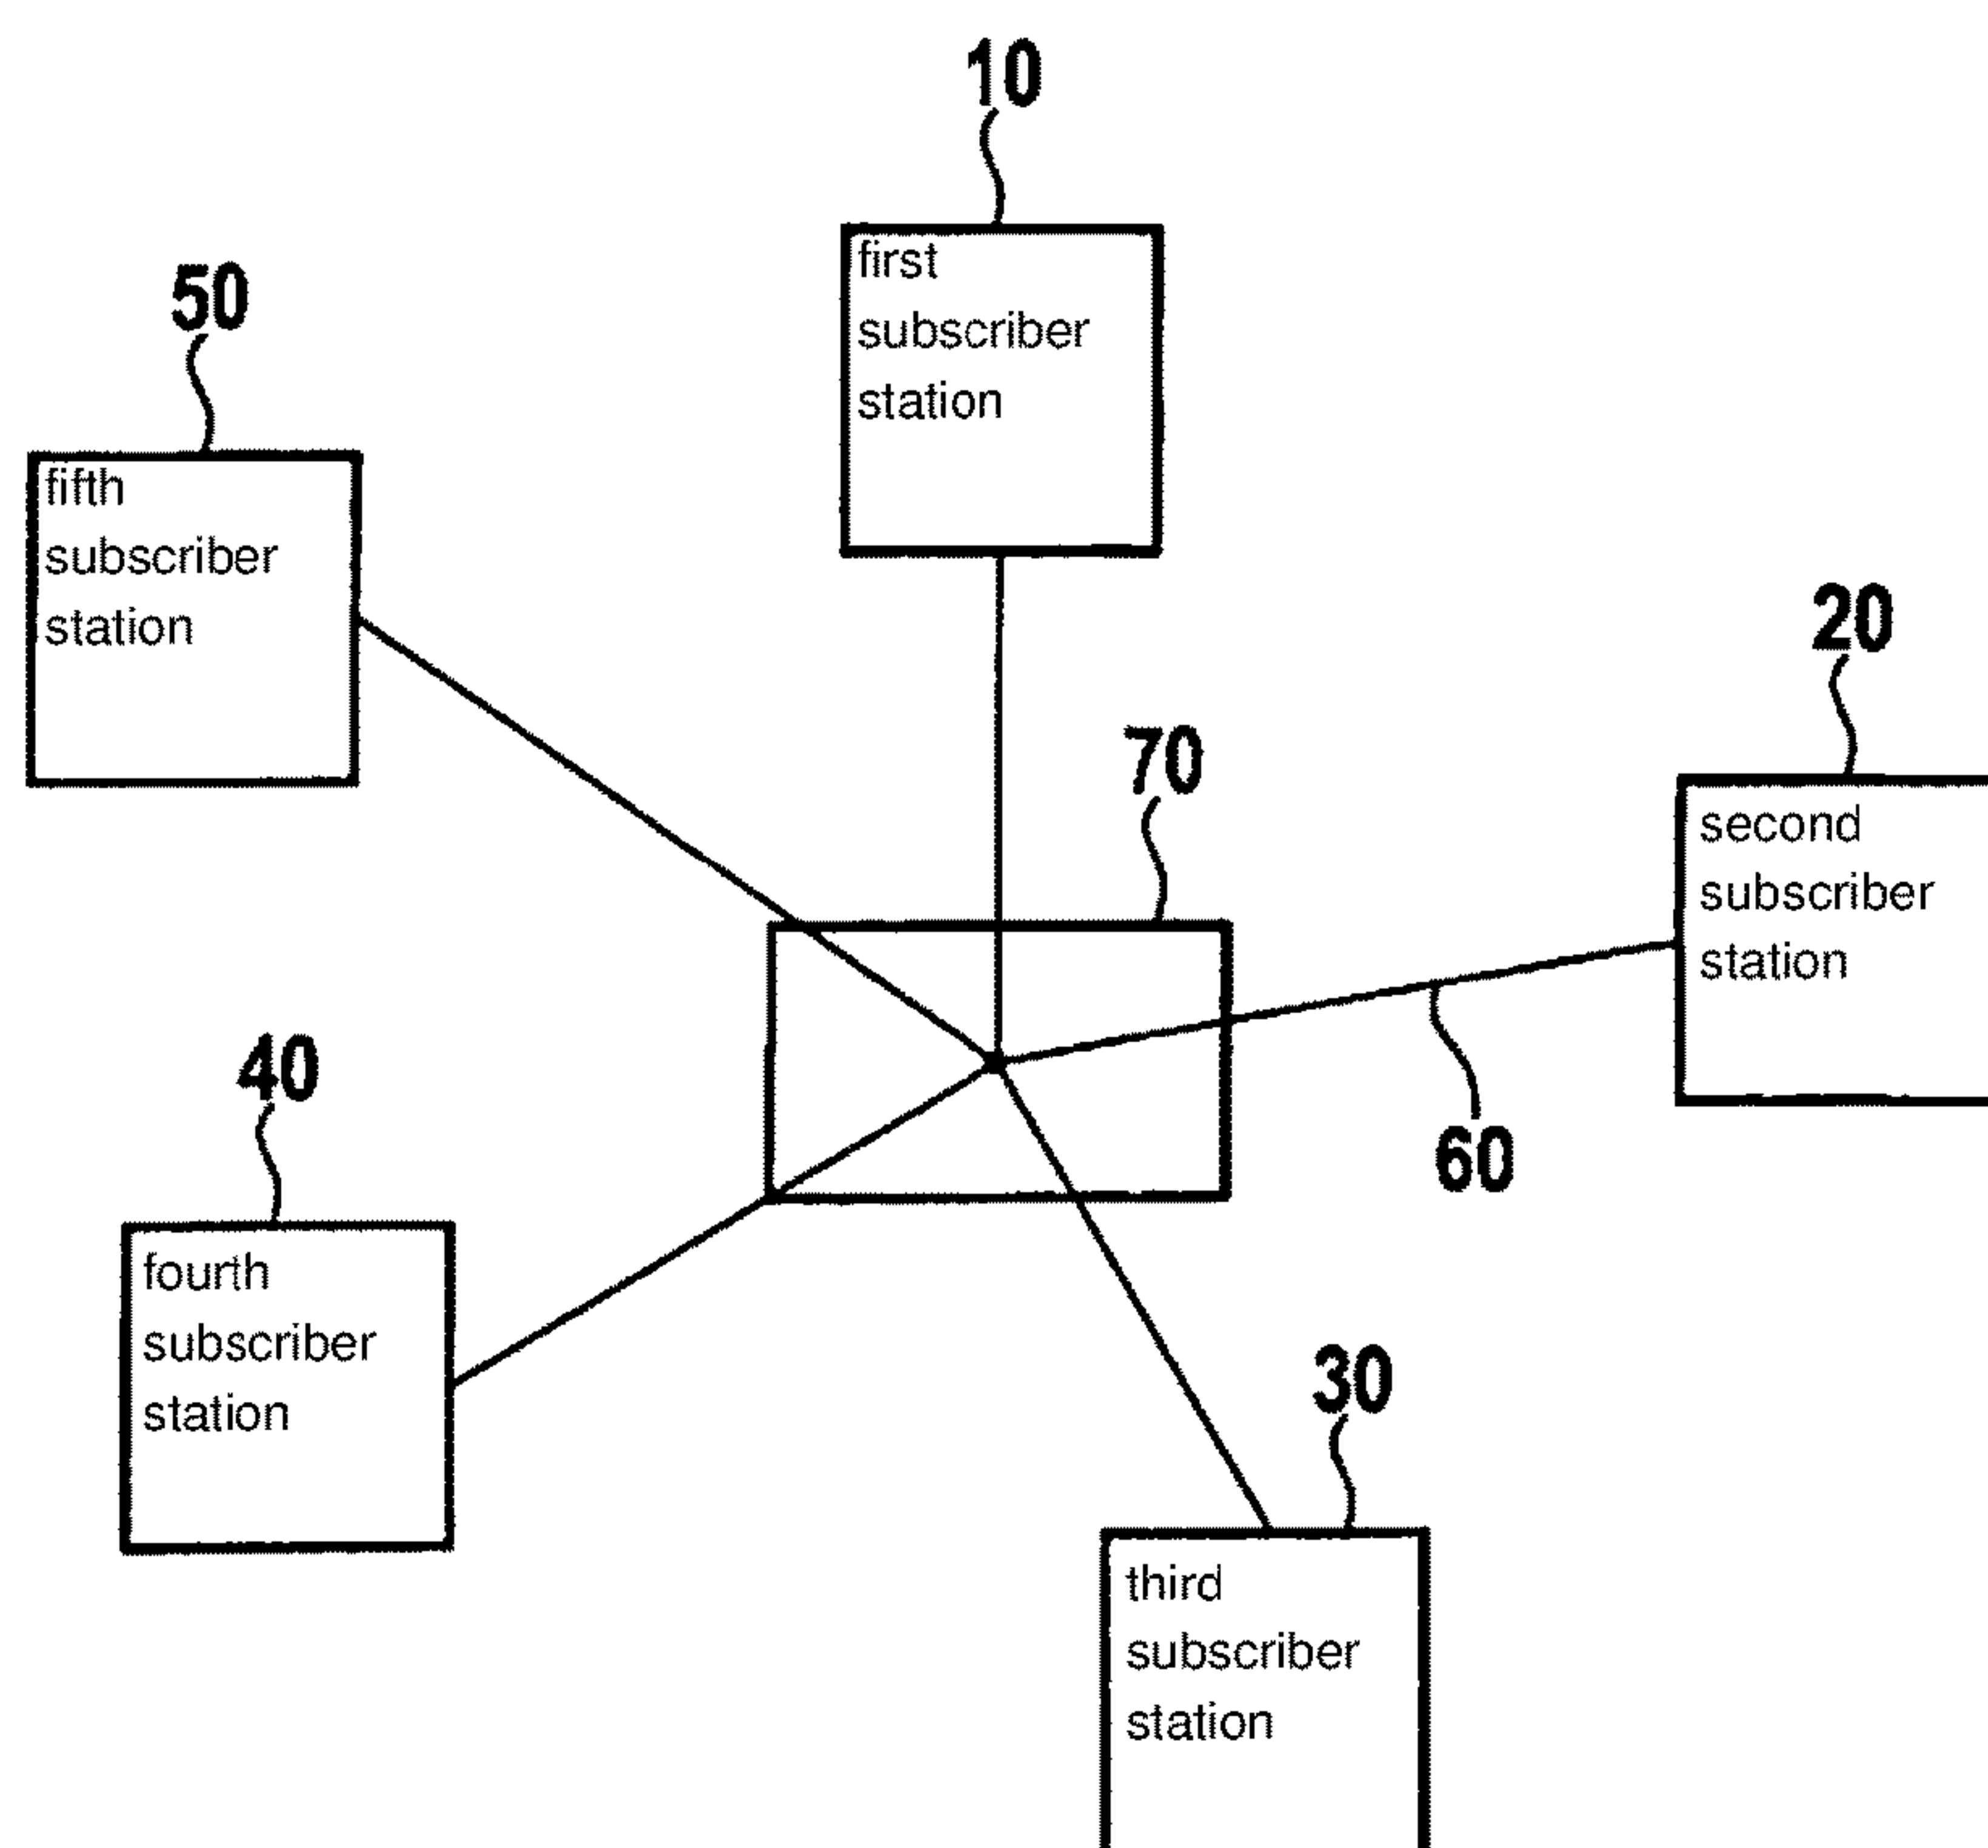 10
first
subscriber
station
50
fifth
subscriber
station
20
second
subscriber
station
70
60
40
fourth
subscriber
station
30
third
subscriber
station